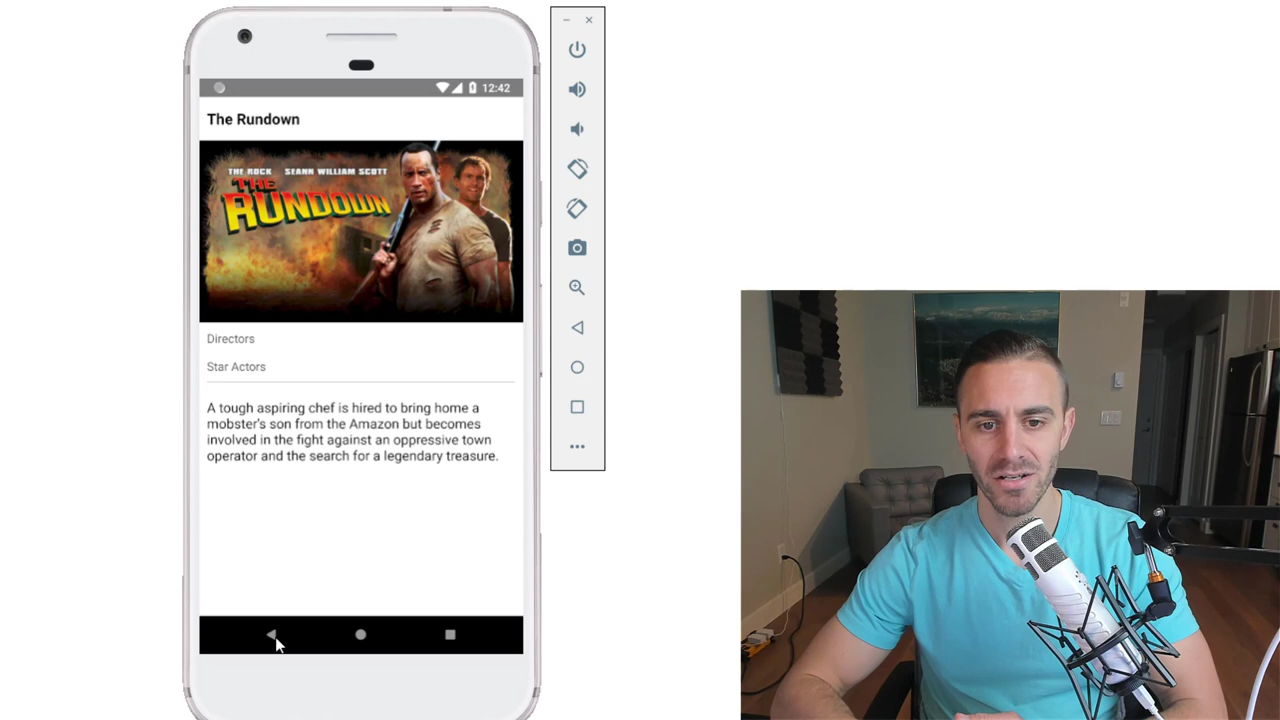 12:42
The Rundown
THE ROCK SEANN WILLIAM SCOTT
THE
RUNDOWN
Directors
Star Actors
A tough aspiring chef is hired to bring home a
mobster's son from the Amazon but becomes
involved in the fight against an oppressive town
operator and the search for a legendary treasure.